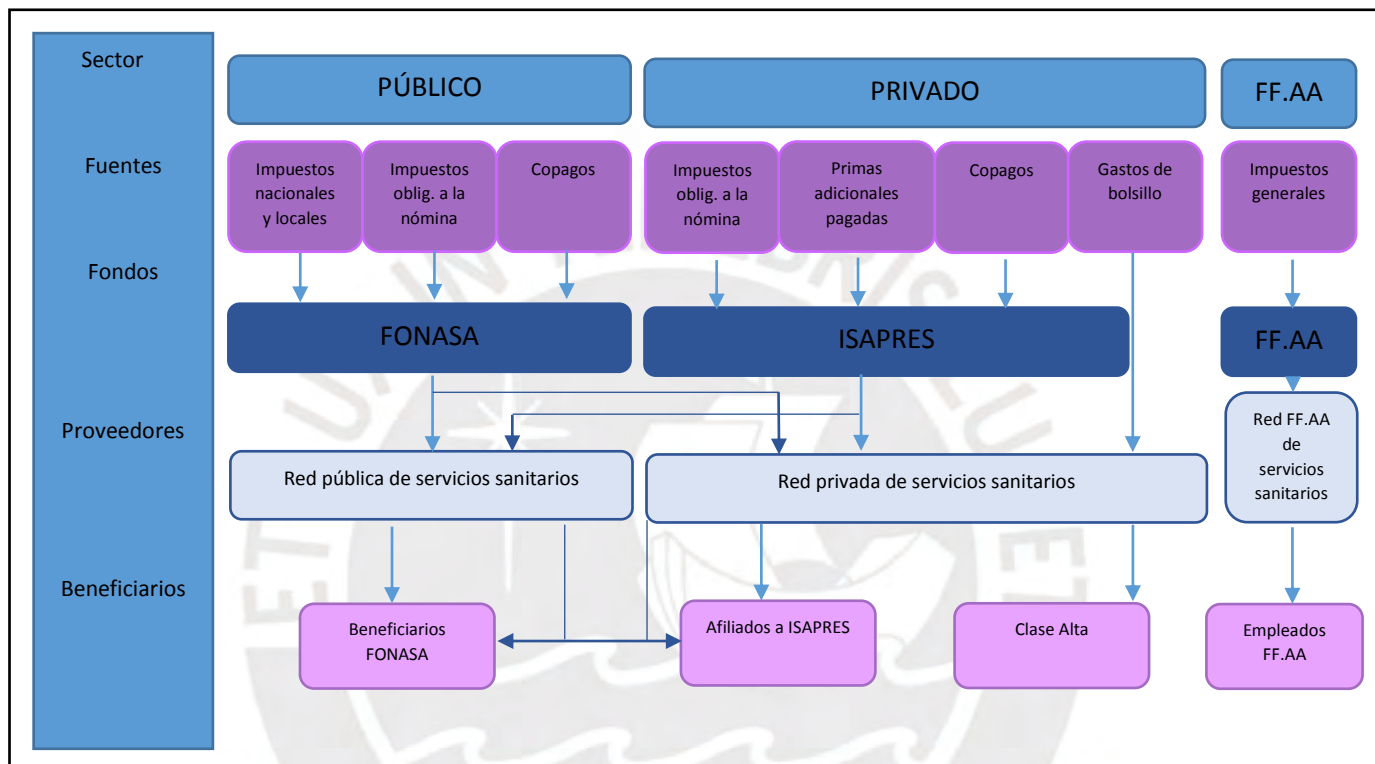 Sector
PÚBLICO
PRIVADO
FF.AA
Fuentes
Impuestos
nacionales
y locales
Impuestos
oblig. a la
nómina
Copagos
Impuestos
oblig. a la
nómina
Primas
adicionales
pagadas
Copagos
Gastos de
bolsillo
Impuestos
generales
Fondos
FONASA
ISAPRES
FF.AA
Proveedores
Red pública de servicios sanitarios
Red privada de servicios sanitarios
Red FF.AA
de
servicios
sanitarios
Beneficiarios
Beneficiarios
FONASA
Afiliados a ISAPRES
Clase Alta
Empleados
FF.AA